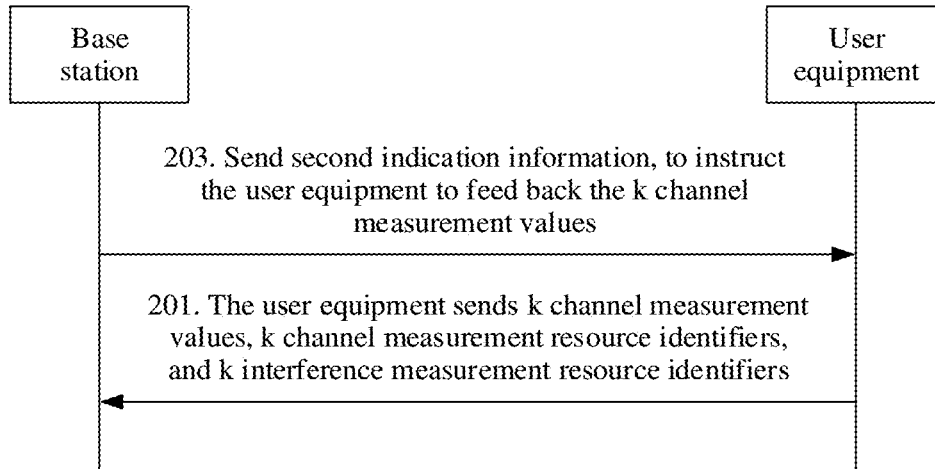 Base
station
User
equipment
203. Send second indication information, to instruct
the user equipment to feed back the k channel
measurement values
201. The user equipment sends k channel measurement
values, k channel measurement resource identifiers,
and k interference measurement resource identifiers